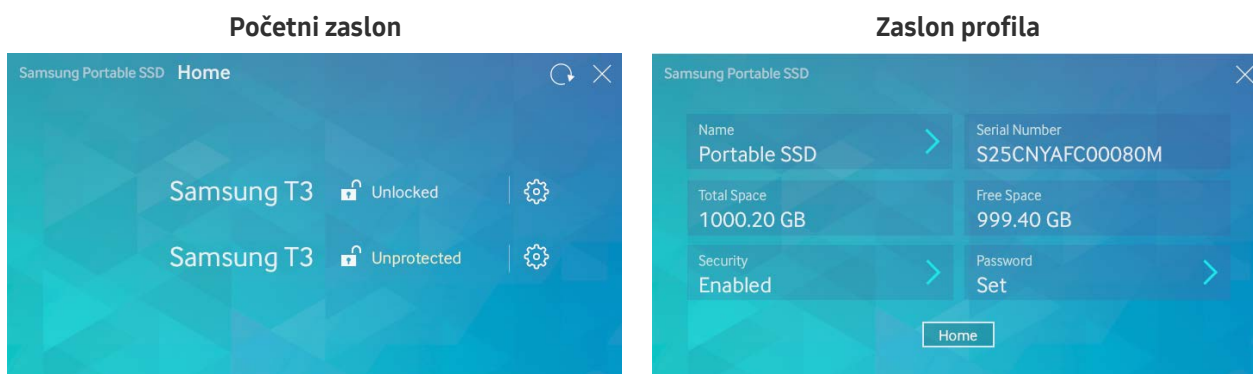 Početni zaslon
Samsung Portable SSD Home
Samsung T3 Unlocked
Samsung T3 Unprotected
Zaslon profila
Samsung Portable SSD
Name
Portable SSD
Serial Number
S25CNYAFC00080M
Total Space
1000.20 GB
Free Space
999.40 GB
Security
Enabled
Password
Set
Home